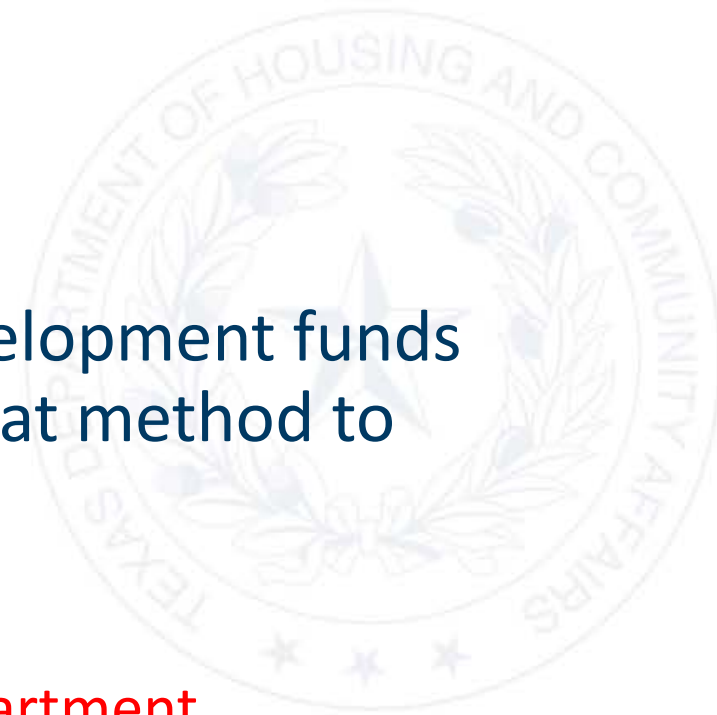 TEXAS DEPARTMENT OF HOUSING AND COMMUNITY AFFAIRS
elopment funds
at method to
artment